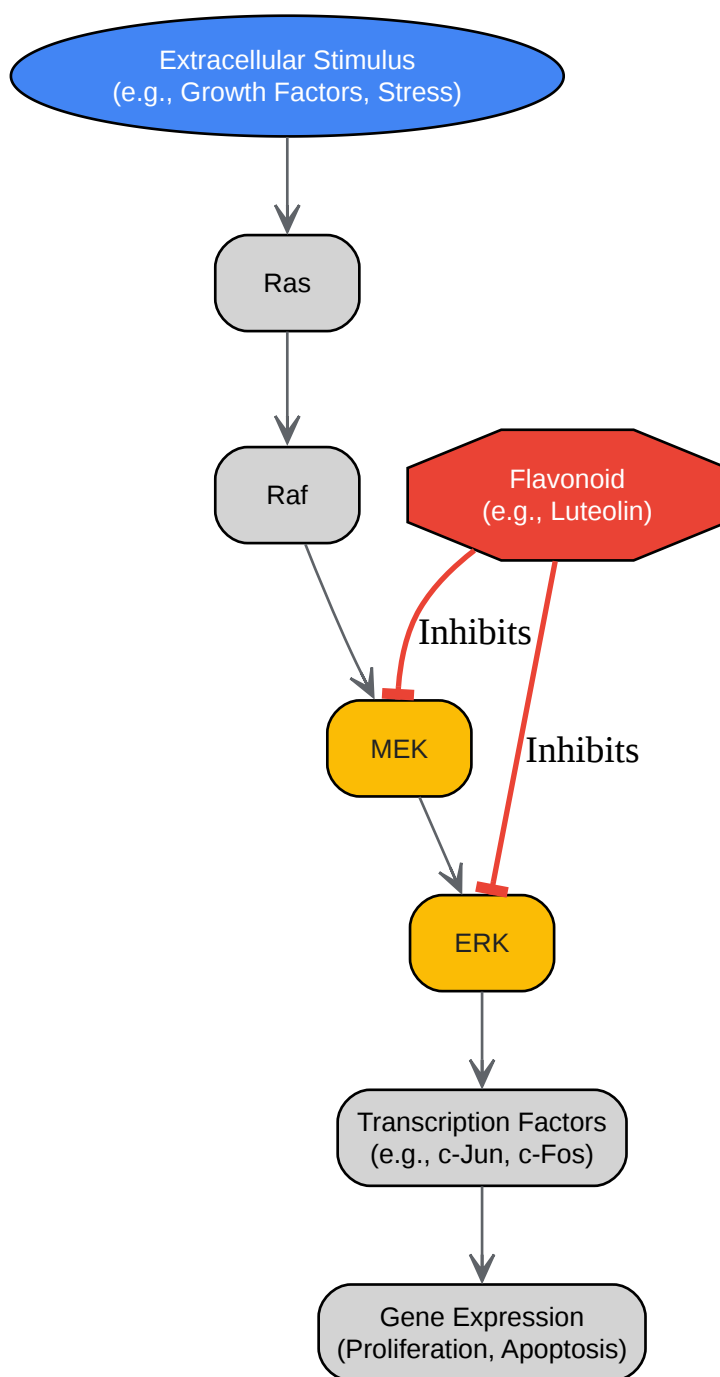 Extracellular Stimulus
(e.g., Growth Factors, Stress)
Ras
Raf
Flavonoid
(e.g., Luteolin)
Inhibits
MEK
Inhibits
ERK
Transcription Factors
(e.g., c-Jun, c-Fos)
Gene Expression
(Proliferation, Apoptosis)